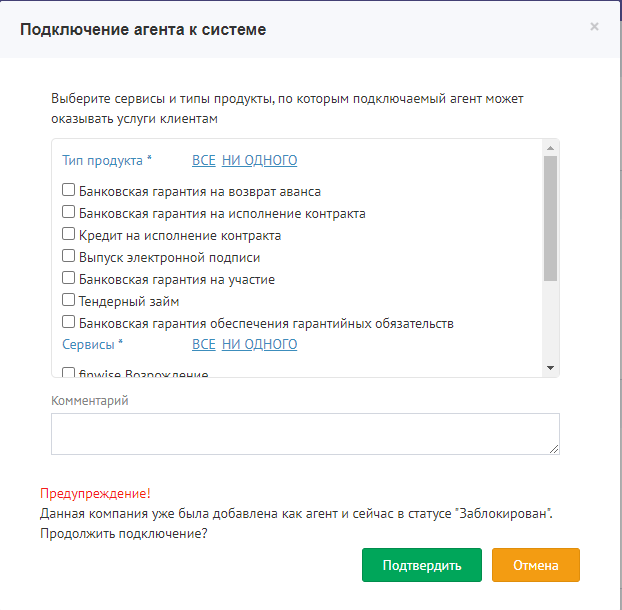 Подключение агента к системе
Выберите сервисы и типы продукты, по которым подключаемый агент может
оказывать услуги клиентам
Тип продукта * ВСЕ НИ ОДНОГО
Банковская гарантия на возврат аванса
Банковская гарантия на исполнение контракта
Кредит на исполнение контракта
Выпуск электронной подписи
Банковская гарантия на участие
Тендерный займ
Банковская гарантия обеспечения гарантийных обязательств
Сервисы * ВСЕ НИ ОДНОГО
finwise Возрождение
Комментарий
Предупреждение!
Данная компания уже была добавлена как агент и сейчас в статусе "Заблокирован".
Продолжить подключение?
Подтвердить Отмена